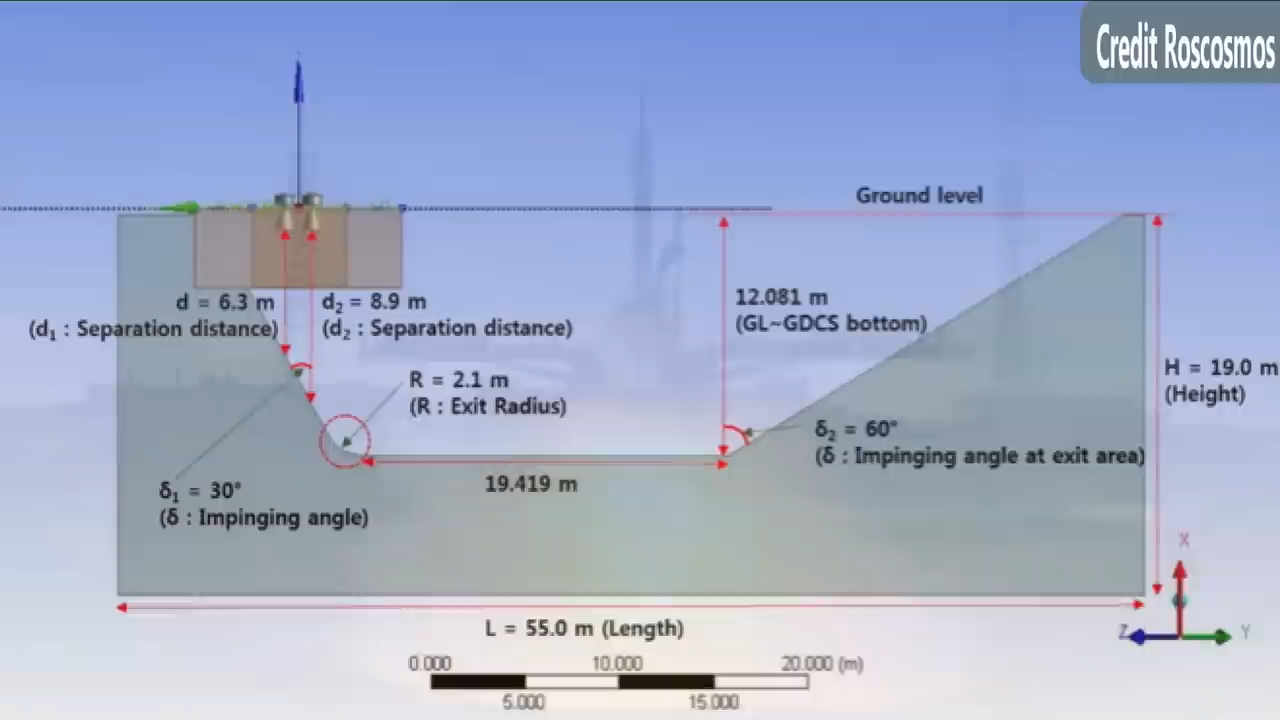 Credit Roscosmos
Ground level
d = 6.3 m
(d₁ : Separation distance)
d₂ = 8.9 m
(d₂ : Separation distance)
12.081 m
(GL~GDCS bottom)
R = 2.1 m
(R : Exit Radius)
H = 19.0 m
(Height)
δ₂ = 60°
(δ : Impinging angle at exit area)
19.419 m
δ₁ = 30°
(δ : Impinging angle)
X
Z
Y
L = 55.0 m (Length)
0.000 10.000 20.000 (m)
5.000 15.000